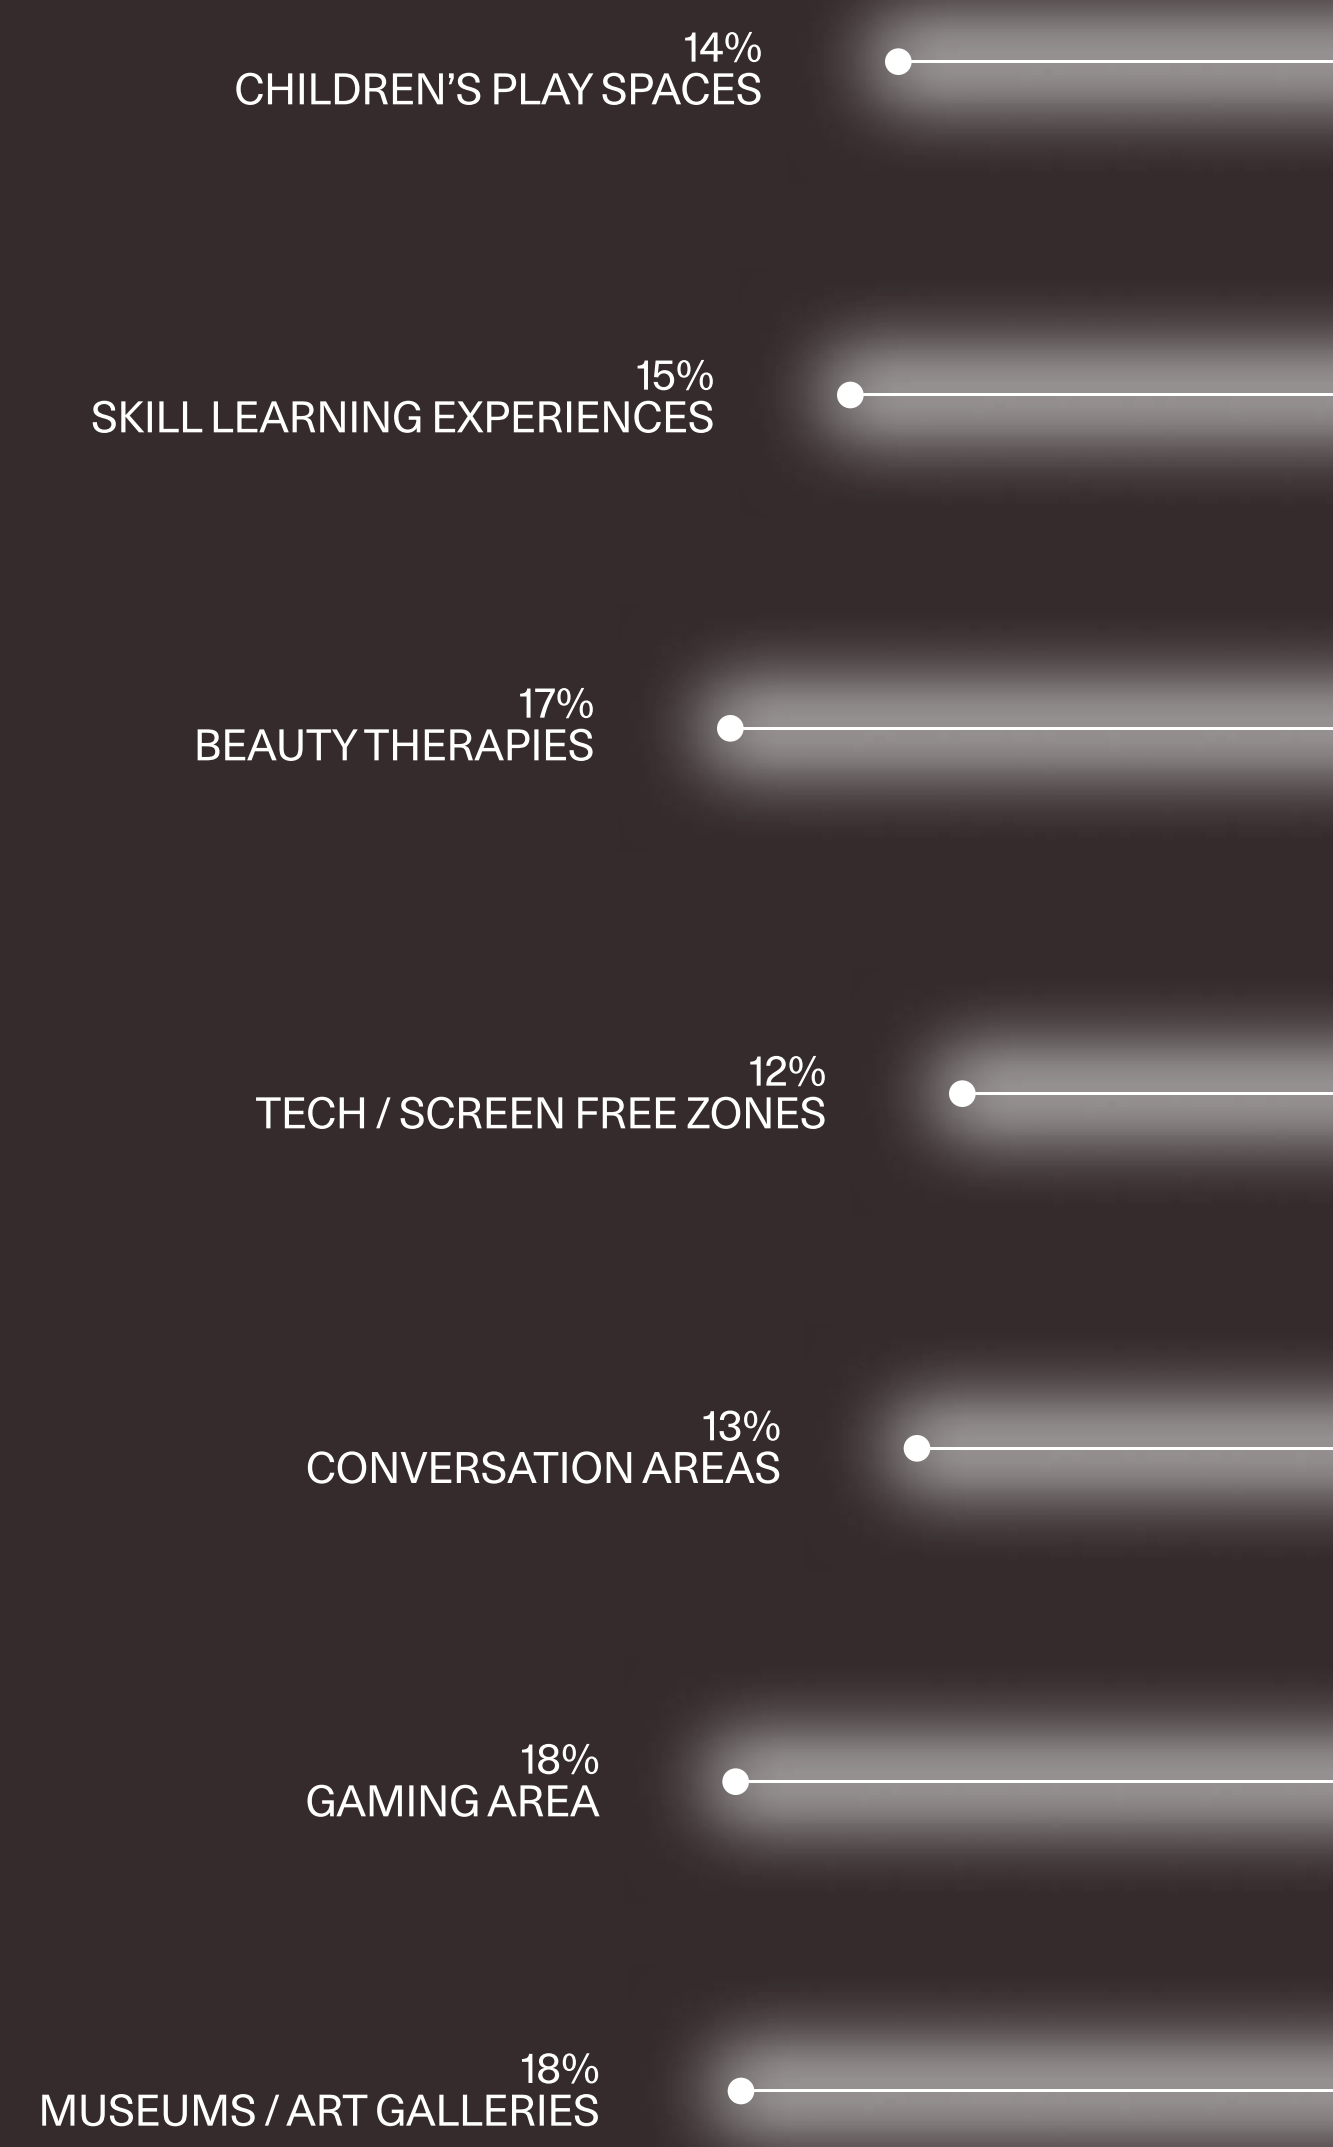 14%
CHILDREN’S PLAY SPACES
15%
SKILL LEARNING EXPERIENCES
17%
BEAUTY THERAPIES
12%
TECH / SCREEN FREE ZONES
13%
CONVERSATION AREAS
18%
GAMING AREA
18%
MUSEUMS / ART GALLERIES